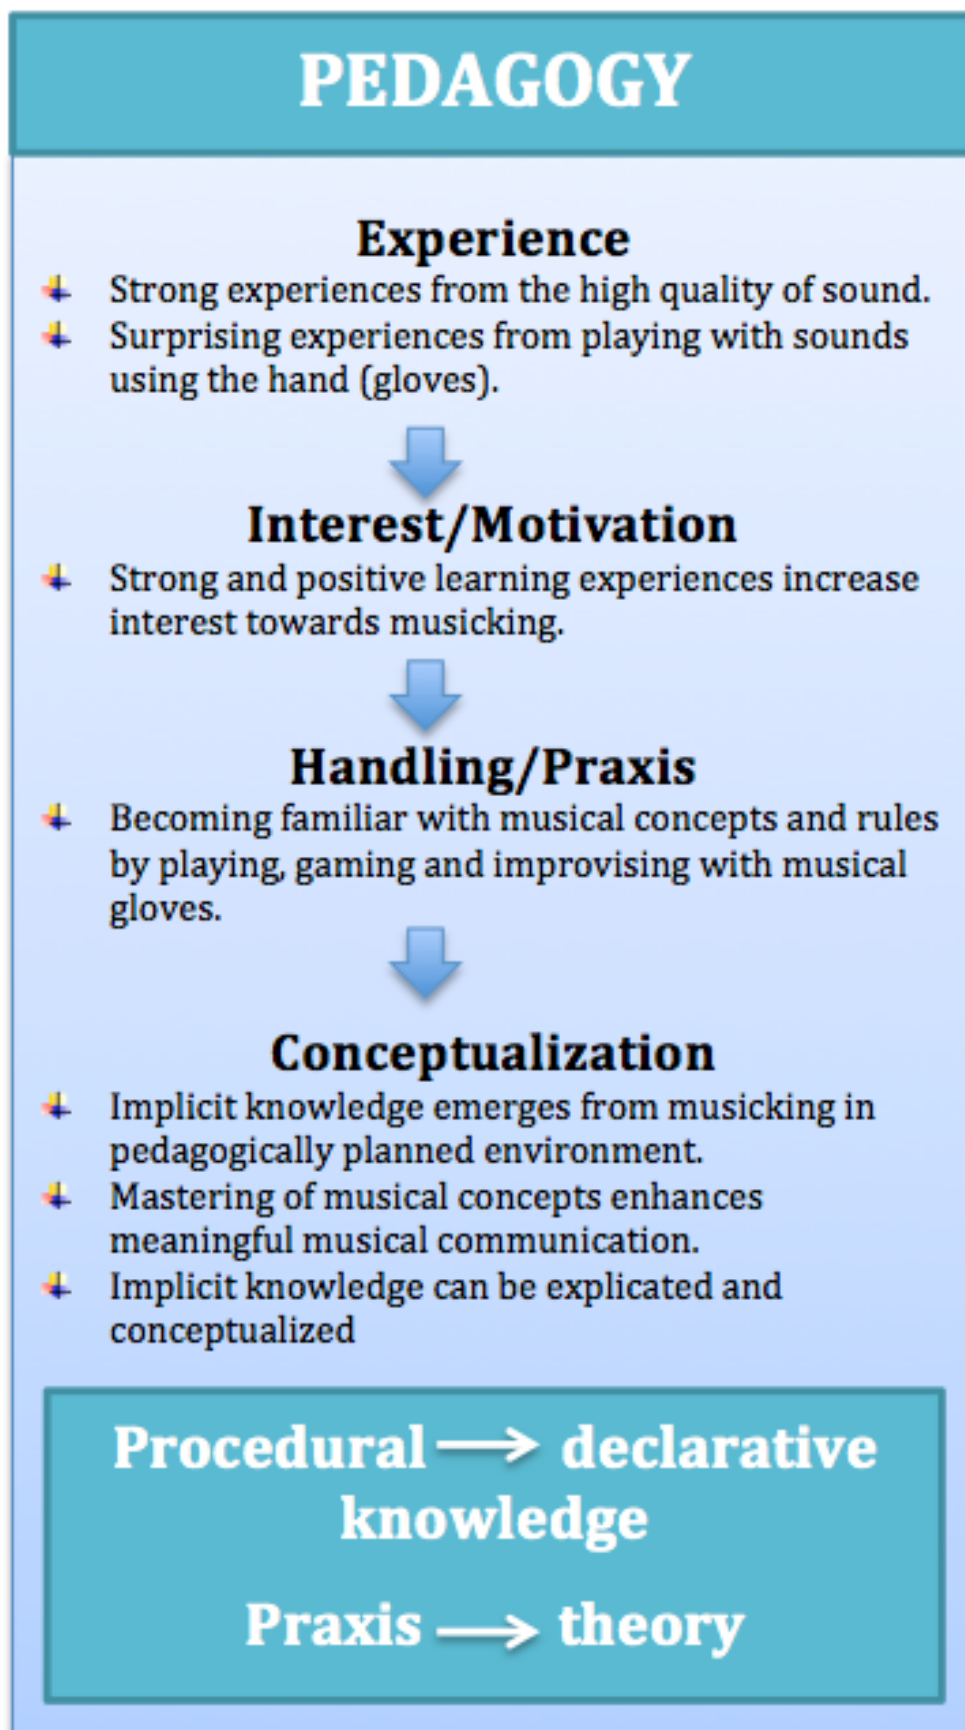 PEDAGOGY
Experience
Strong experiences from the high quality of sound.
Surprising experiences from playing with sounds
using the hand (gloves).
Interest/Motivation
Strong and positive learning experiences increase
interest towards musicking.
Handling/Praxis
Becoming familiar with musical concepts and rules
by playing, gaming and improvising with musical
gloves.
Conceptualization
Implicit knowledge emerges from musicking in
pedagogically planned environment.
Mastering of musical concepts enhances
meaningful musical communication.
Implicit knowledge can be explicated and
conceptualized
Procedural → declarative
knowledge
Praxis → theory